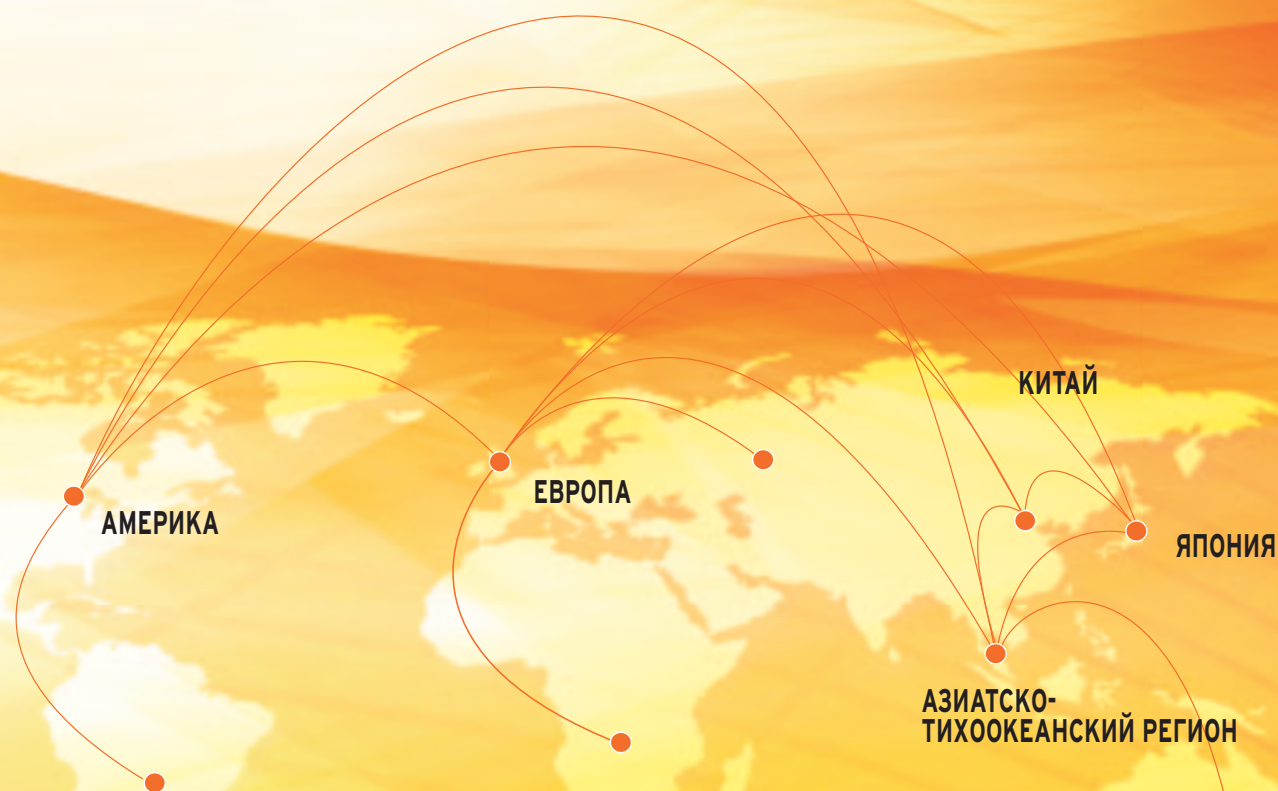 КИТАЙ
ЕВРОПА
АМЕРИКА
ЯПОНИЯ
АЗИАТСКО-
ТИХООКЕАНСКИЙ РЕГИОН